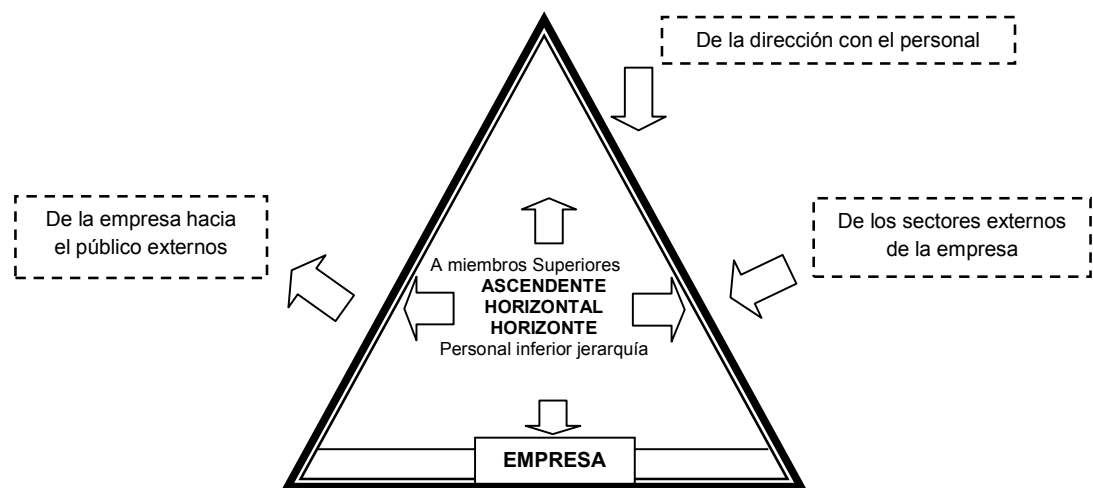 De la dirección con el personal
De la empresa hacia
el público externos
De los sectores externos
de la empresa
A miembros Superiores
ASCENDENTE
HORIZONTAL
HORIZONTE
Personal inferior jerarquía
EMPRESA